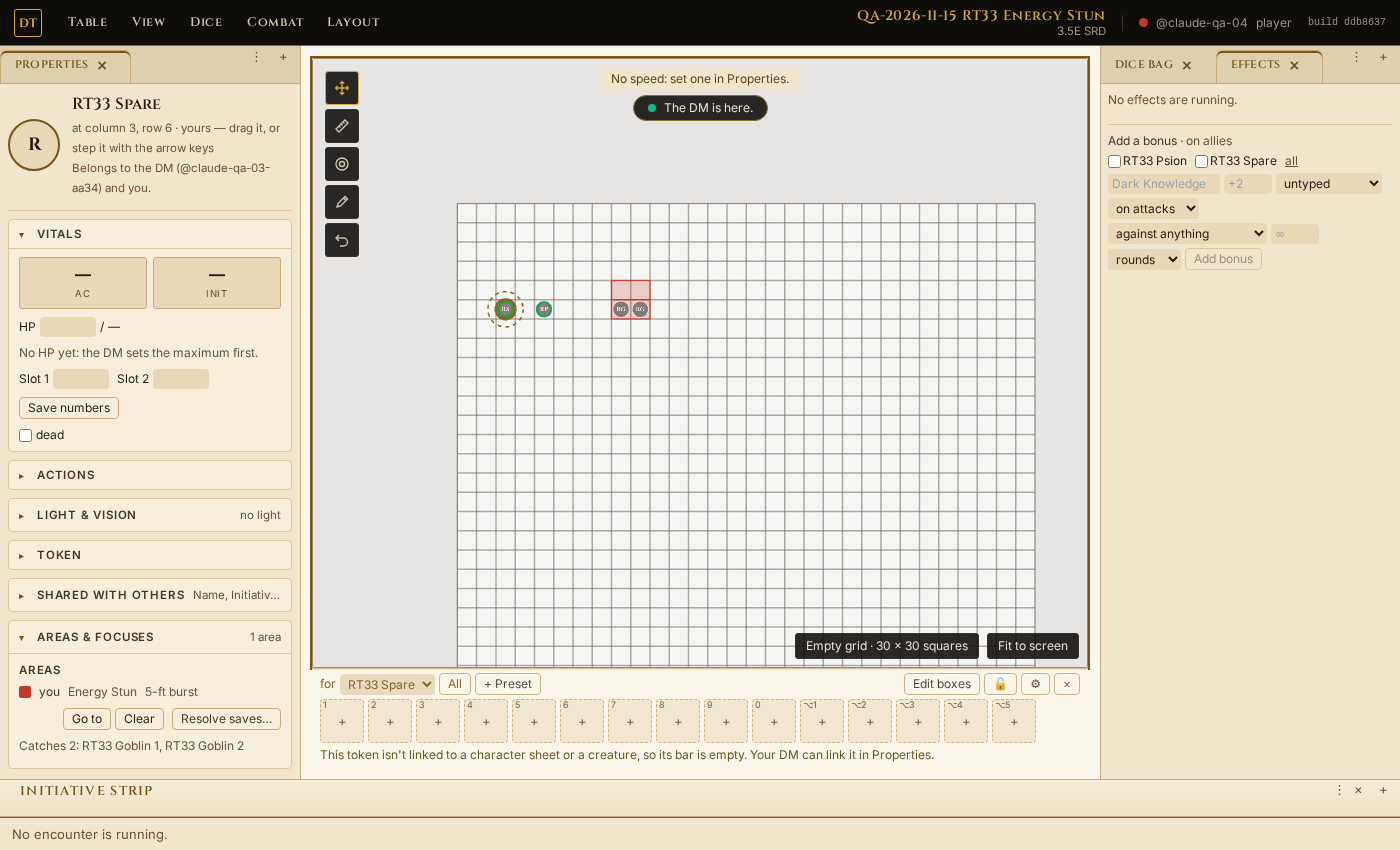 DT
Table
View
Dice
Combat
Layout
QA-2026-11-15 RT33 Energy Stun
3.5E SRD
@claude-qa-04 player
build ddb8637
PROPERTIES ×
R
RT33 Spare
at column 3, row 6 · yours — drag it, or
step it with the arrow keys
Belongs to the DM (@claude-qa-03-
aa34) and you.
VITALS
—
AC
—
INIT
HP / —
No HP yet: the DM sets the maximum first.
Slot 1
Slot 2
Save numbers
dead
ACTIONS
LIGHT & VISION no light
TOKEN
SHARED WITH OTHERS Name, Initiativ…
AREAS & FOCUSES 1 area
AREAS
you Energy Stun 5-ft burst
Go to
Clear
Resolve saves…
Catches 2: RT33 Goblin 1, RT33 Goblin 2
No speed: set one in Properties.
The DM is here.
RS
RP
RG
RG
Empty grid · 30 × 30 squares
Fit to screen
for RT33 Spare All + Preset
Edit boxes ×
1 2 3 4 5 6 7 8 9 0 ⌥1 ⌥2 ⌥3 ⌥4 ⌥5
+ + + + + + + + + + + + + + +
This token isn't linked to a character sheet or a creature, so its bar is empty. Your DM can link it in Properties.
DICE BAG ×
EFFECTS ×
No effects are running.
Add a bonus · on allies
RT33 Psion RT33 Spare all
Dark Knowledge +2 untyped
on attacks
against anything ∞
rounds Add bonus
INITIATIVE STRIP
No encounter is running.